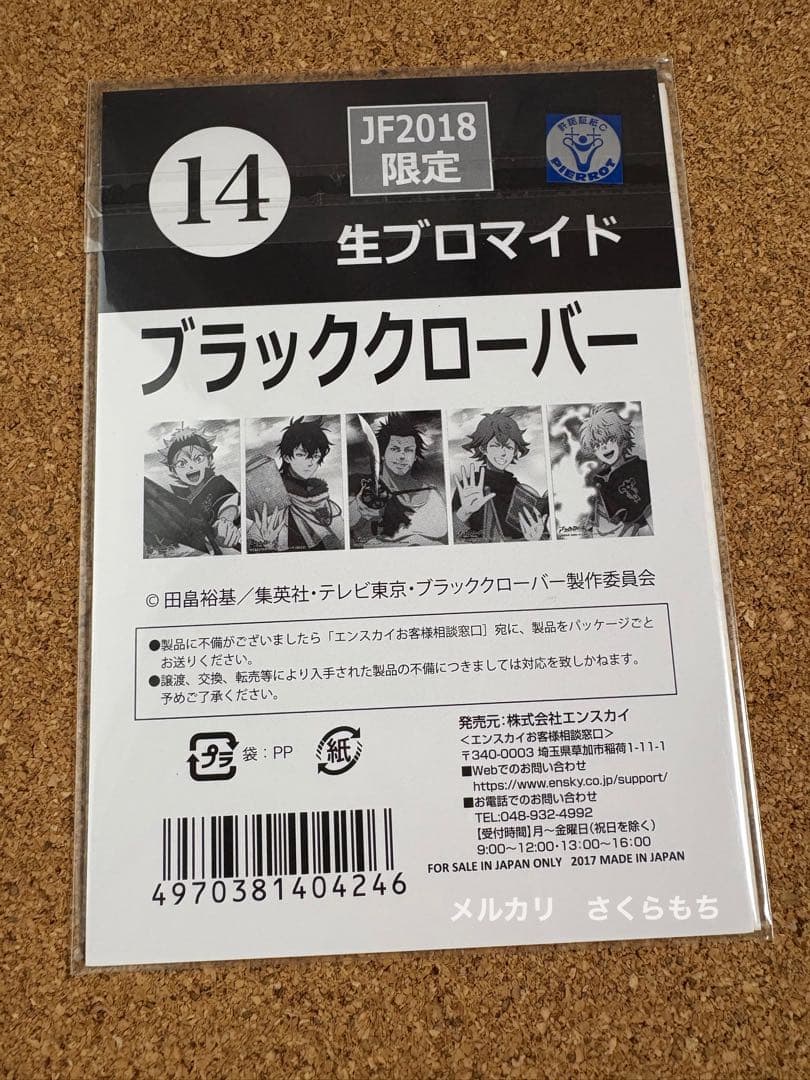 14
JF2018
限定
許諾証紙C
PIERROT
生ブロマイド
ブラッククローバー
© 田畠裕基／集英社・テレビ東京・ブラッククローバー製作委員会
●製品に不備がございましたら「エンスカイお客様相談窓口」宛に、製品をパッケージごと
お送りください。
●譲渡、交換、転売等により入手された製品の不備につきましては対応を致しかねます。
予めご了承ください。
プラ
袋：PP
紙
発売元：株式会社エンスカイ
＜エンスカイお客様相談窓口＞
〒340-0003 埼玉県草加市稲荷1-11-1
■Webでのお問い合わせ
https://www.ensky.co.jp/support/
■お電話でのお問い合わせ
TEL:048-932-4992
【受付時間】月～金曜日（祝日を除く）
9:00～12:00・13:00～16:00
FOR SALE IN JAPAN ONLY 2017 MADE IN JAPAN
4970381404246
メルカリ さくらもち